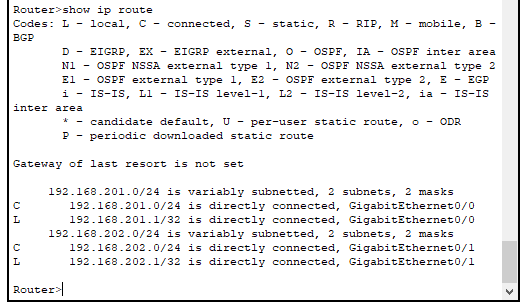 Router>show ip route
Codes: L - local, C - connected, S - static, R - RIP, M - mobile, B -
BGP
D - EIGRP, EX - EIGRP external, O - OSPF, IA - OSPF inter area
N1 - OSPF NSSA external type 1, N2 - OSPF NSSA external type 2
E1 - OSPF external type 1, E2 - OSPF external type 2, E - EGP
i - IS-IS, L1 - IS-IS level-1, L2 - IS-IS level-2, ia - IS-IS
inter area
* - candidate default, U - per-user static route, o - ODR
P - periodic downloaded static route
Gateway of last resort is not set
192.168.201.0/24 is variably subnetted, 2 subnets, 2 masks
C 192.168.201.0/24 is directly connected, GigabitEthernet0/0
L 192.168.201.1/32 is directly connected, GigabitEthernet0/0
192.168.202.0/24 is variably subnetted, 2 subnets, 2 masks
C 192.168.202.0/24 is directly connected, GigabitEthernet0/1
L 192.168.202.1/32 is directly connected, GigabitEthernet0/1
Router>